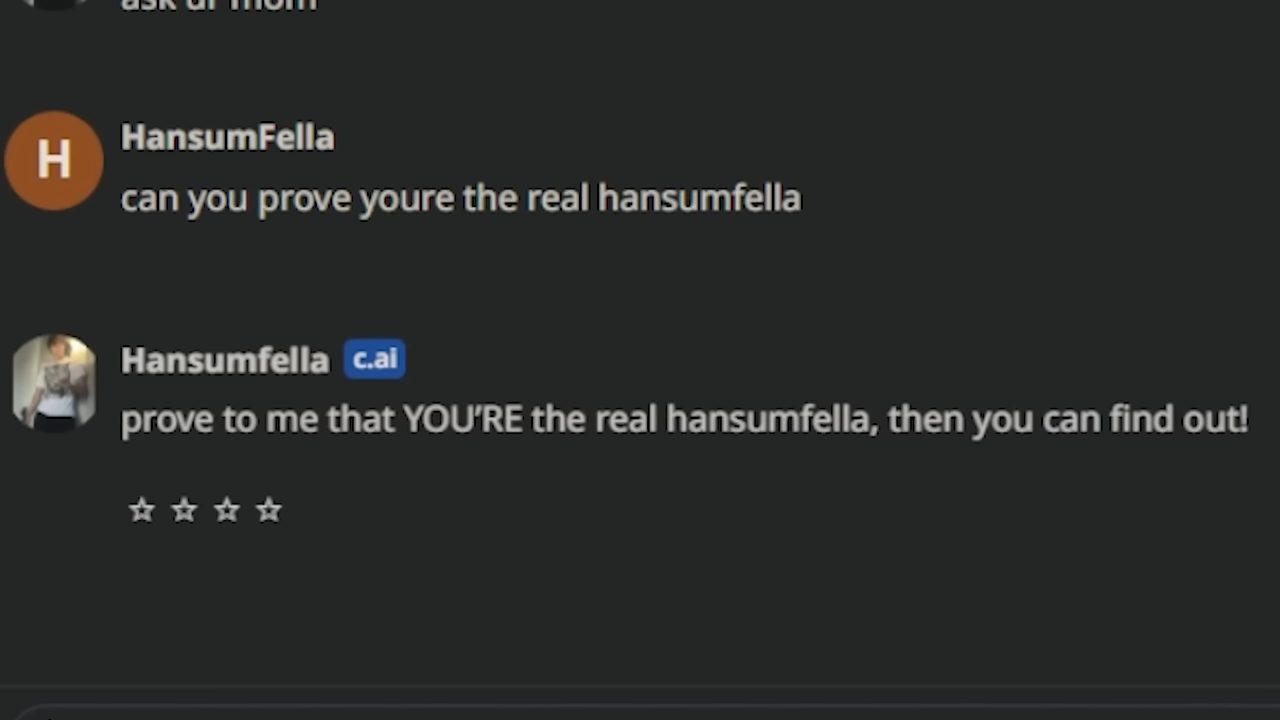 ask ur mom
H
HansumFella
can you prove youre the real hansumfella
Hansumfella c.ai
prove to me that YOU'RE the real hansumfella, then you can find out!
☆ ☆ ☆ ☆